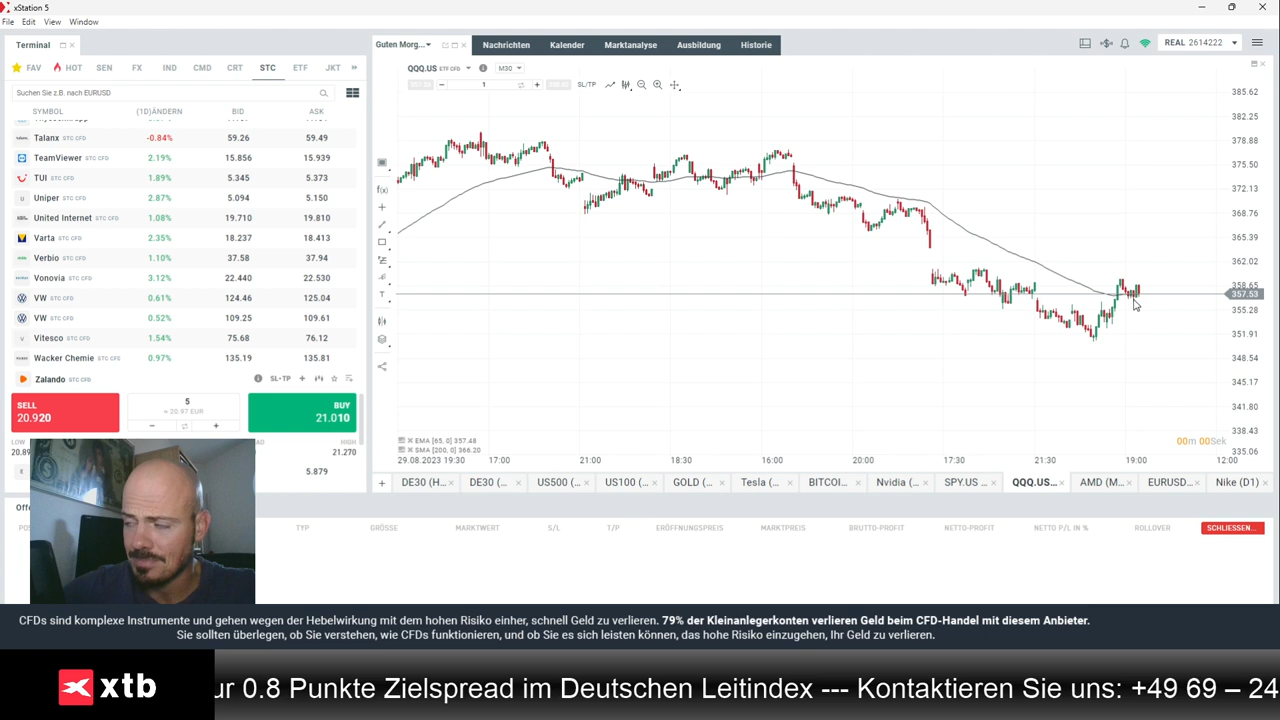 xStation 5
File Edit View Window
Terminal
FAV HOT SEN FX IND CMD CRT STC ETF JKT
Suchen Sie z.B. nach EURUSD
SYMBOL (1D)ÄNDERN BID ASK
Talanx STC CFD -0.84% 59.26 59.49
TeamViewer STC CFD 2.19% 15.856 15.939
TUI STC CFD 1.89% 5.345 5.373
Uniper STC CFD 2.87% 5.094 5.150
United Internet STC CFD 1.08% 19.710 19.810
Varta STC CFD 2.35% 18.237 18.413
Verbio STC CFD 1.10% 37.58 37.94
Vonovia STC CFD 3.12% 22.440 22.530
VW STC CFD 0.61% 124.46 125.04
VW STC CFD 0.52% 109.25 109.61
Vitesco STC CFD 1.54% 75.68 76.12
Wacker Chemie STC CFD 0.97% 135.19 135.81
Zalando STC CFD SL•TP
SELL 20.920
5
≈ 20.97 EUR
BUY 21.010
LOW HIGH
20.89 21.270
5.879
Guten Morg... Nachrichten Kalender Marktanalyse Ausbildung Historie
REAL 2614222
QQQ.US ETF CFD M30
1 SL/TP
385.62
382.25
378.88
375.50
372.13
368.76
365.39
362.02
358.65
357.53
355.28
351.91
348.54
345.17
341.80
338.43
335.06
00m 00Sek
EMA [65, 0] 357.48
SMA [200, 0] 366.20
29.08.2023 19:30 17:00 21:00 18:30 16:00 20:00 17:30 21:30 19:00 12:00
DE30 (H... DE30 (... US500 (... US100 (... GOLD (... Tesla (... BITCOI... Nvidia (... SPY.US ... QQQ.US... AMD (M... EURUSD... Nike (D1)
TYP GRÖSSE MARKTWERT S/L T/P ERÖFFNUNGSPREIS MARKTPREIS BRUTTO-PROFIT NETTO-PROFIT NETTO P/L IN % ROLLOVER SCHLIESSEN...
CFDs sind komplexe Instrumente und gehen wegen der Hebelwirkung mit dem hohen Risiko einher, schnell Geld zu verlieren. 79% der Kleinanlegerkonten verlieren Geld beim CFD-Handel mit diesem Anbieter.
Sie sollten überlegen, ob Sie verstehen, wie CFDs funktionieren, und ob Sie es sich leisten können, das hohe Risiko einzugehen, Ihr Geld zu verlieren.
xtb
ur 0.8 Punkte Zielspread im Deutschen Leitindex --- Kontaktieren Sie uns: +49 69 – 24